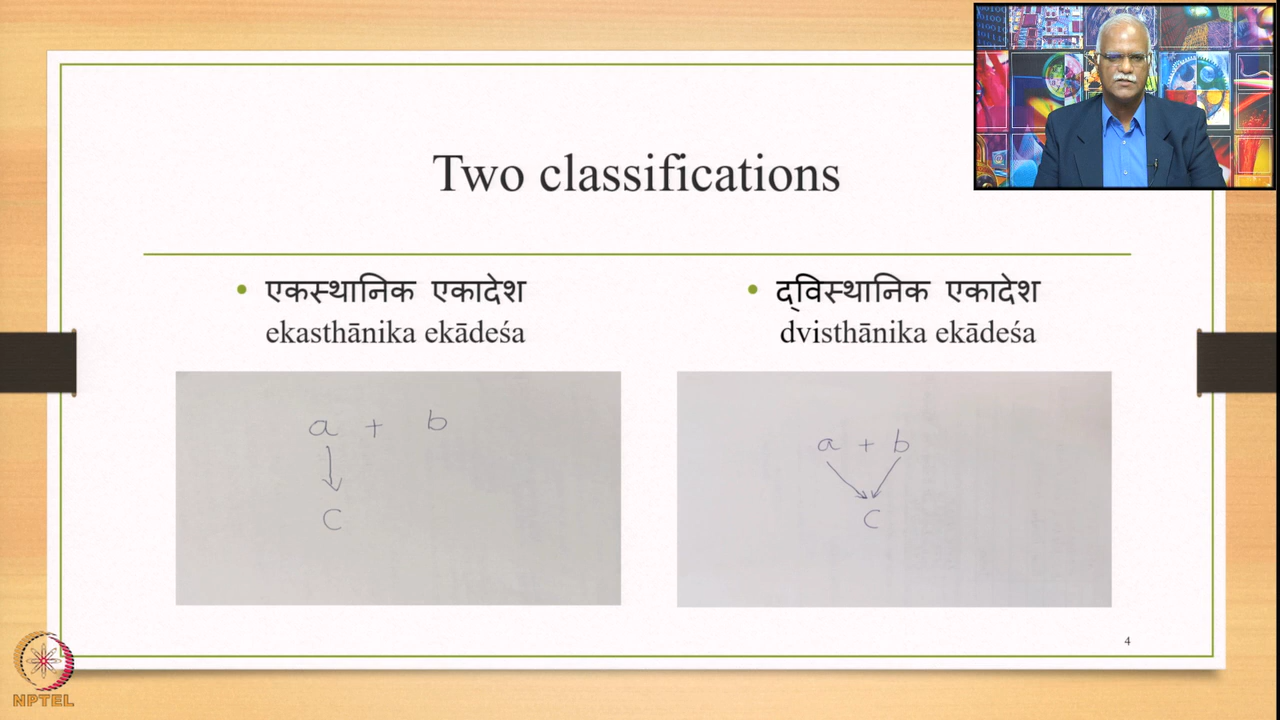 Two classifications
• एकस्थानिक एकादेश
ekasthānika ekādeśa
a + b
↓
c
• द्‌विस्थानिक एकादेश
dvisthānika ekādeśa
a + b
c
4
NPTEL